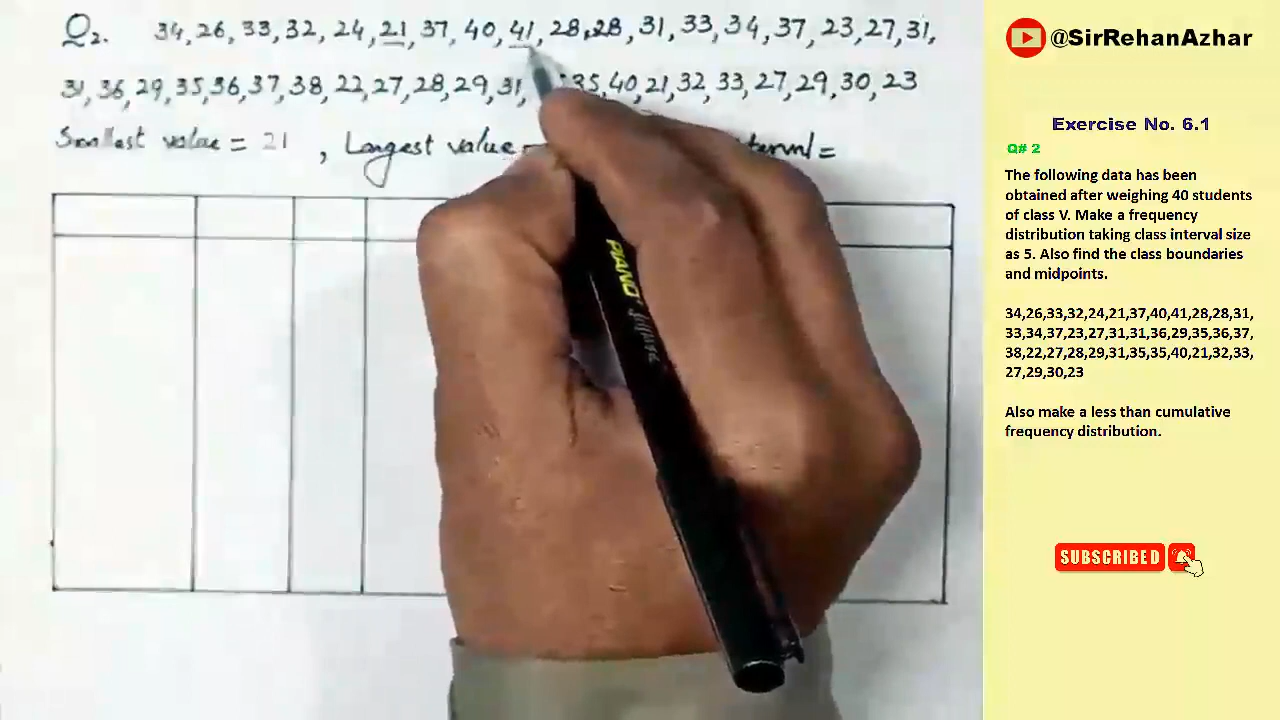 Q2. 34, 26, 33, 32, 24, 21, 37, 40, 41, 28, 28, 31, 33, 34, 37, 23, 27, 31,
31, 36, 29, 35, 36, 37, 38, 22, 27, 28, 29, 31, 35, 40, 21, 32, 33, 27, 29, 30, 23
Smallest value = 21 , Largest value =
PIANO
@SirRehanAzhar
Exercise No. 6.1
Q# 2
The following data has been
obtained after weighing 40 students
of class V. Make a frequency
distribution taking class interval size
as 5. Also find the class boundaries
and midpoints.
34,26,33,32,24,21,37,40,41,28,28,31,
33,34,37,23,27,31,31,36,29,35,36,37,
38,22,27,28,29,31,35,35,40,21,32,33,
27,29,30,23
Also make a less than cumulative
frequency distribution.
SUBSCRIBED